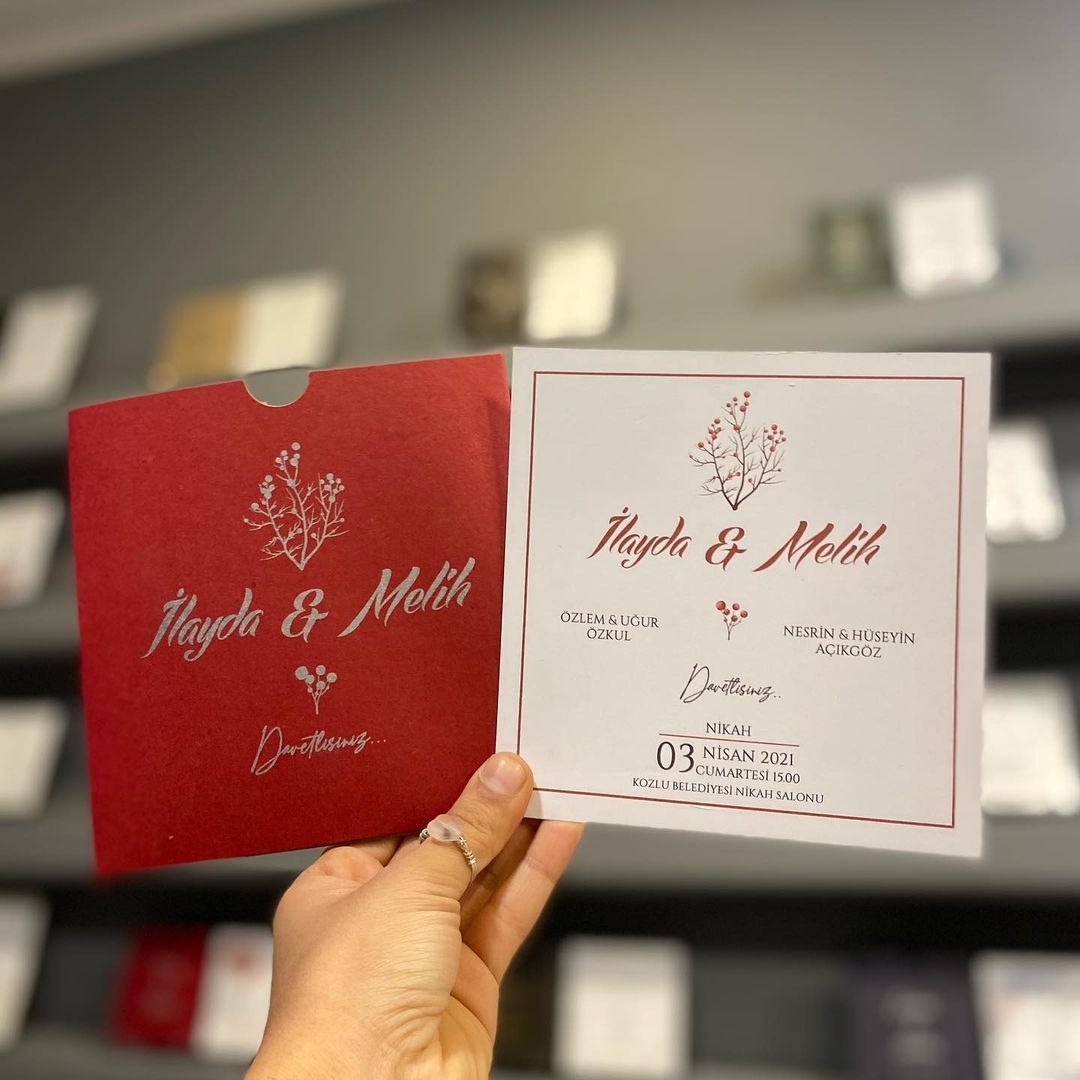 İlayda & Melih
Davetlisiniz...
İlayda & Melih
ÖZLEM & UĞUR
ÖZKUL
NESRİN & HÜSEYİN
AÇIKGÖZ
Davetlisiniz..
NİKAH
03 NİSAN 2021
CUMARTESİ 15.00
KOZLU BELEDİYESİ NİKAH SALONU